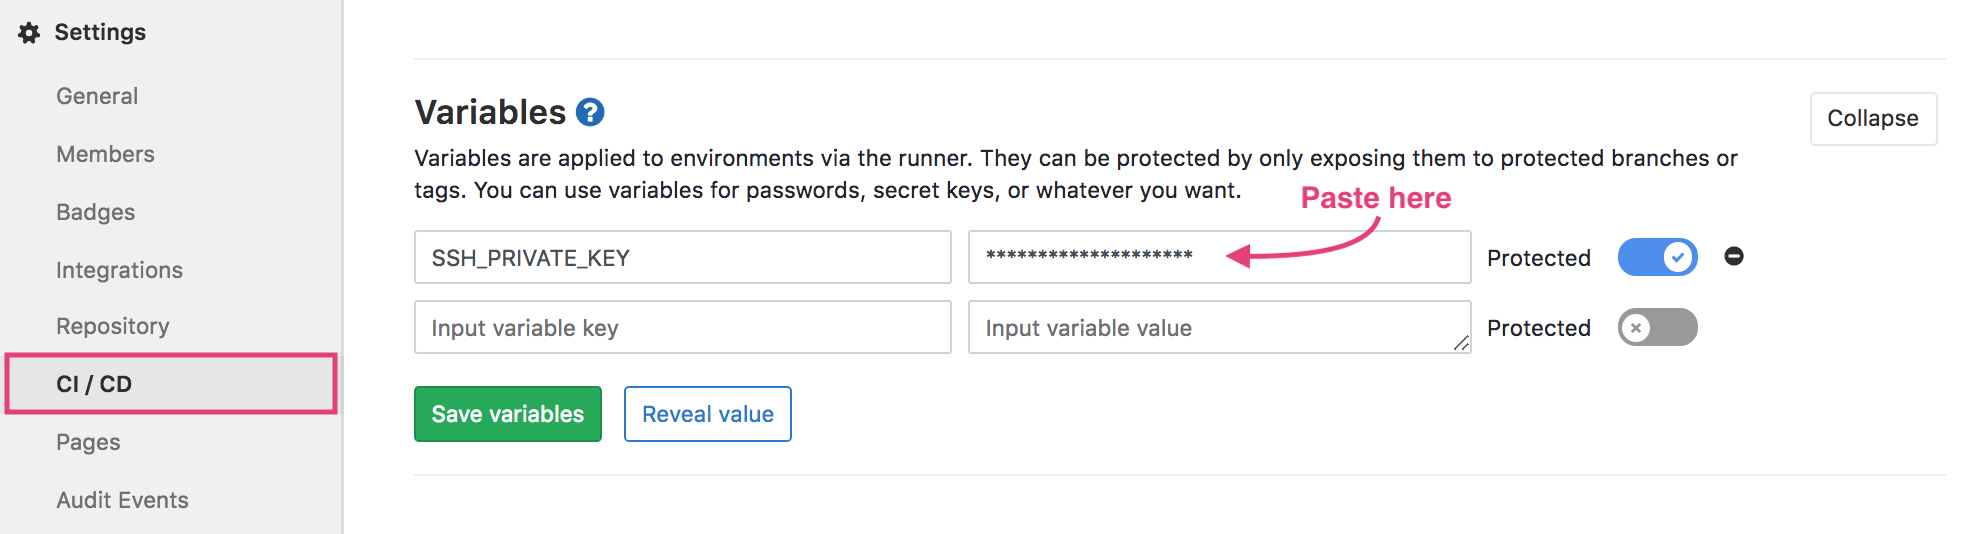 Settings
General
Members
Badges
Integrations
Repository
CI / CD
Pages
Audit Events
Variables ?
Collapse
Variables are applied to environments via the runner. They can be protected by only exposing them to protected branches or
tags. You can use variables for passwords, secret keys, or whatever you want.
Paste here
SSH_PRIVATE_KEY ******************** Protected
Input variable key Input variable value Protected
Save variables Reveal value